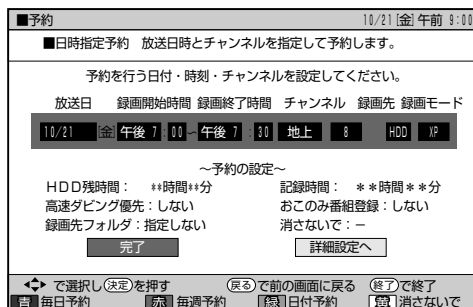 ■予約 10/21[金]午前 9:00
■日時指定予約 放送日時とチャンネルを指定して予約します。
予約を行う日付・時刻・チャンネルを設定してください。
放送日 録画開始時間 録画終了時間 チャンネル 録画先 録画モード
10/21 [金] 午後 7:00～午後 7:30 地上 8 HDD XP
～予約の設定～
HDD残時間： **時間**分 記録時間： ＊＊時間＊＊分
高速ダビング優先：しない おこのみ番組登録：しない
録画先フォルダ：指定しない 消さないで：－
完了 詳細設定へ
で選択し 決定 を押す 戻る で前の画面に戻る 終了 で終了
青 毎日予約 赤 毎週予約 緑 日付予約 黄 消さないで